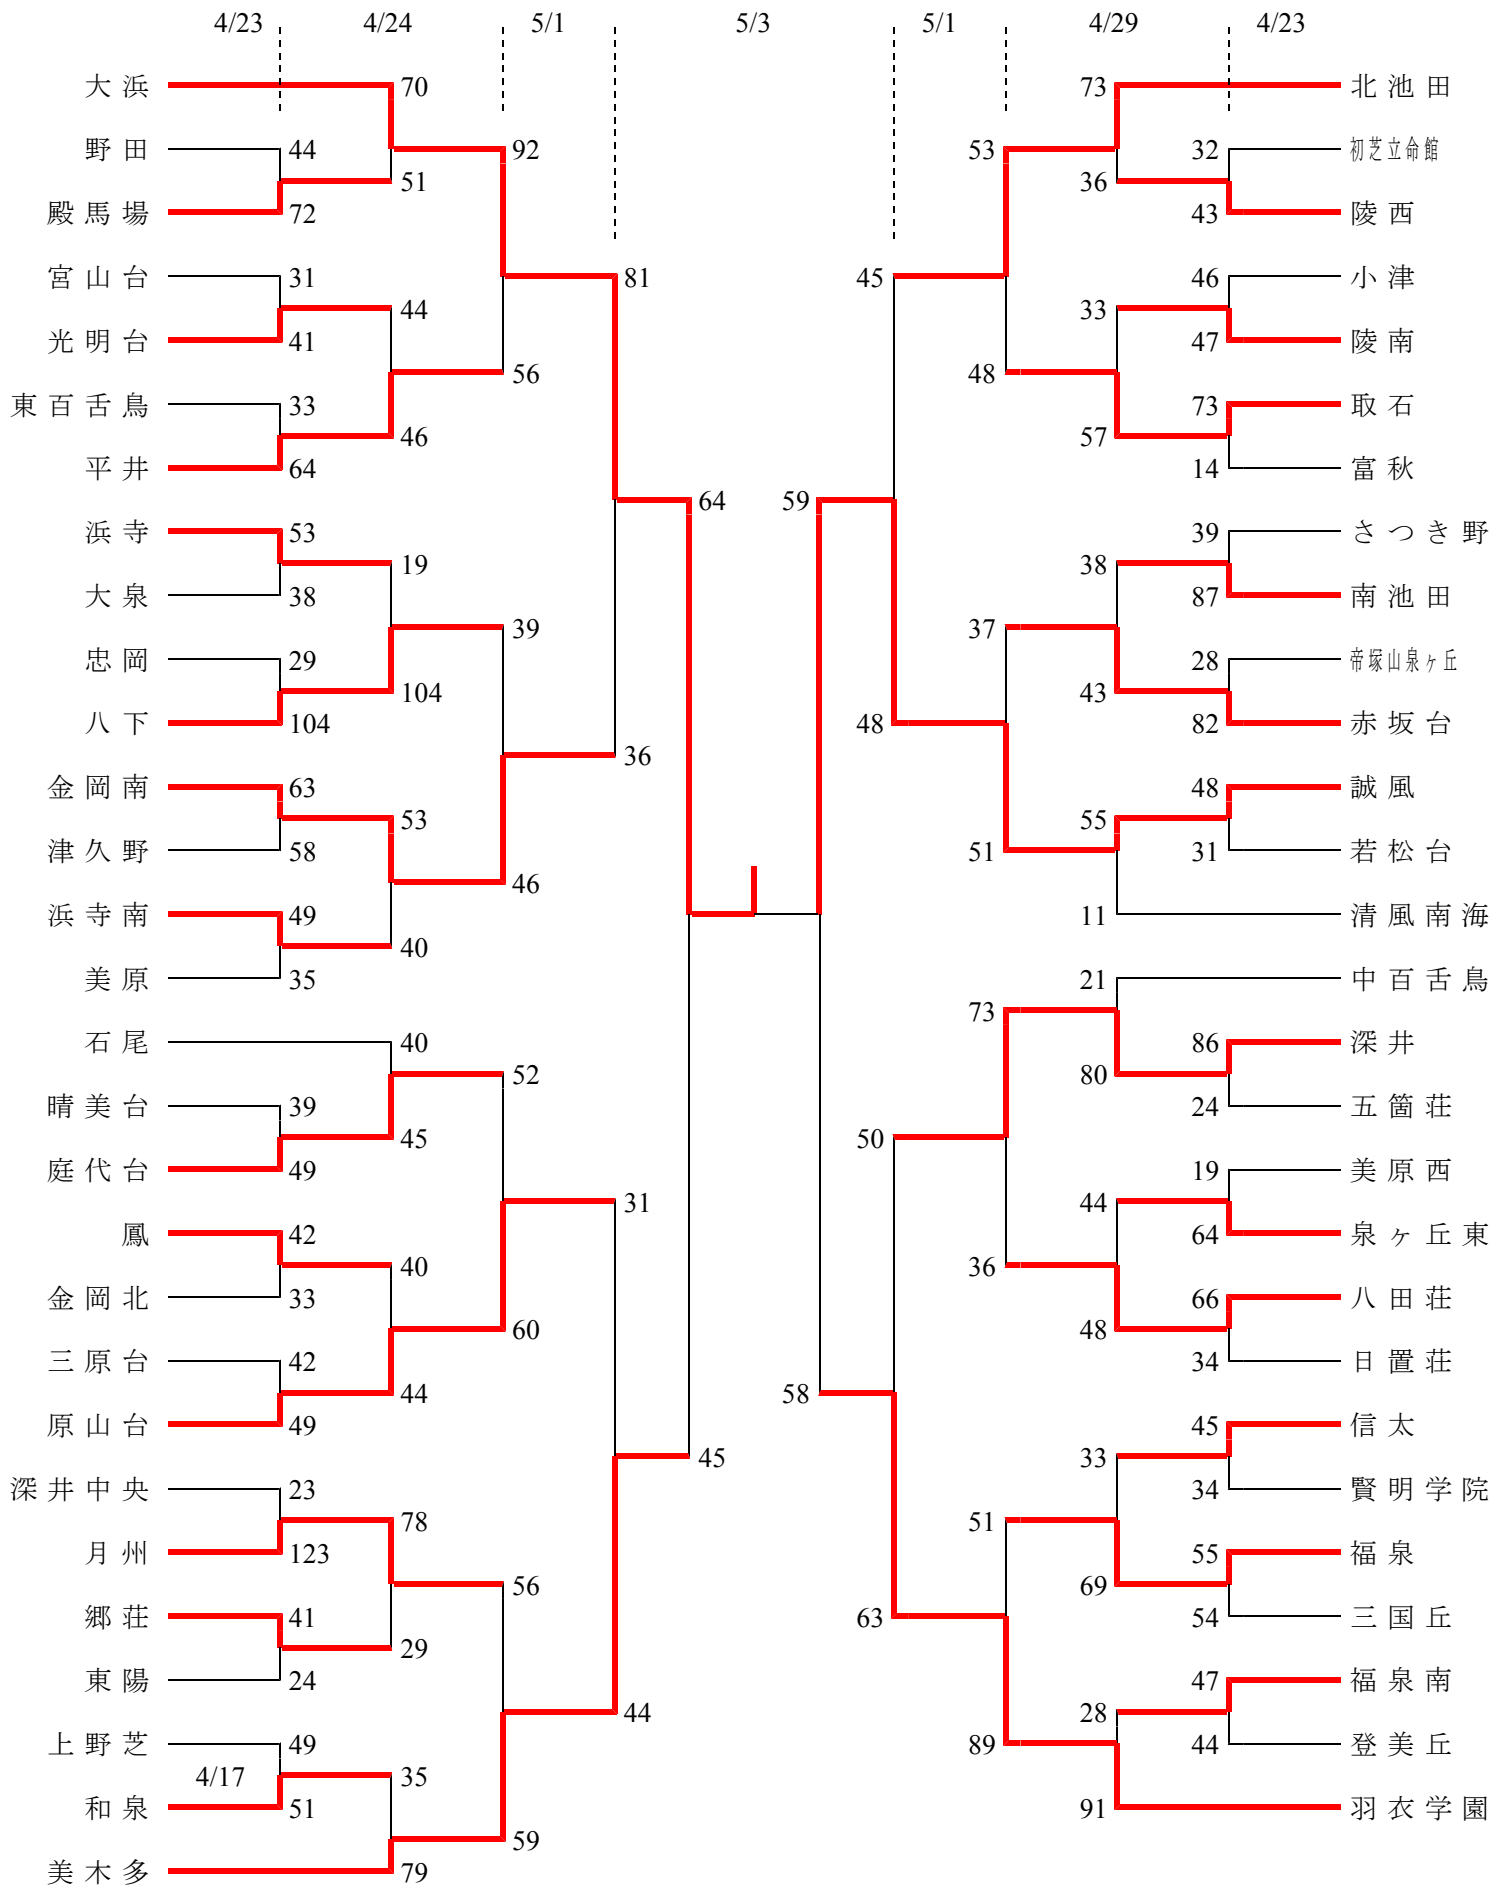 4/23 4/24 5/1 5/3 5/1 4/29 4/23
大浜 70 73 北池田
野田 44 92 53 32 初芝立命館
51 36
殿馬場 72 43 陵西
宮山台 31 81 45 46 小津
44 33
光明台 41 47 陵南
56 48
東百舌鳥 33 73 取石
46 57
平井 64 14 富秋
64 59
浜寺 53 39 さつき野
19 38
大泉 38 87 南池田
39 37
忠岡 29 28 帝塚山泉ヶ丘
104 43
八下 104 48 82 赤坂台
36
金岡南 63 48 誠風
53 55
津久野 58 51 31 若松台
46
浜寺南 49 11 清風南海
40
美原 35 21 中百舌鳥
73
石尾 40 86 深井
52 80
晴美台 39 24 五箇荘
45 50
庭代台 49 19 美原西
31 44
鳳 42 64 泉ヶ丘東
40 36
金岡北 33 66 八田荘
60 48
三原台 42 34 日置荘
44 58
原山台 49 45 信太
45 33
深井中央 23 34 賢明学院
78 51
月州 123 55 福泉
56 69
郷荘 41 63 54 三国丘
29
東陽 24 47 福泉南
44 28
上野芝 49 89 44 登美丘
4/17 35
和泉 51 91 羽衣学園
59
美木多 79